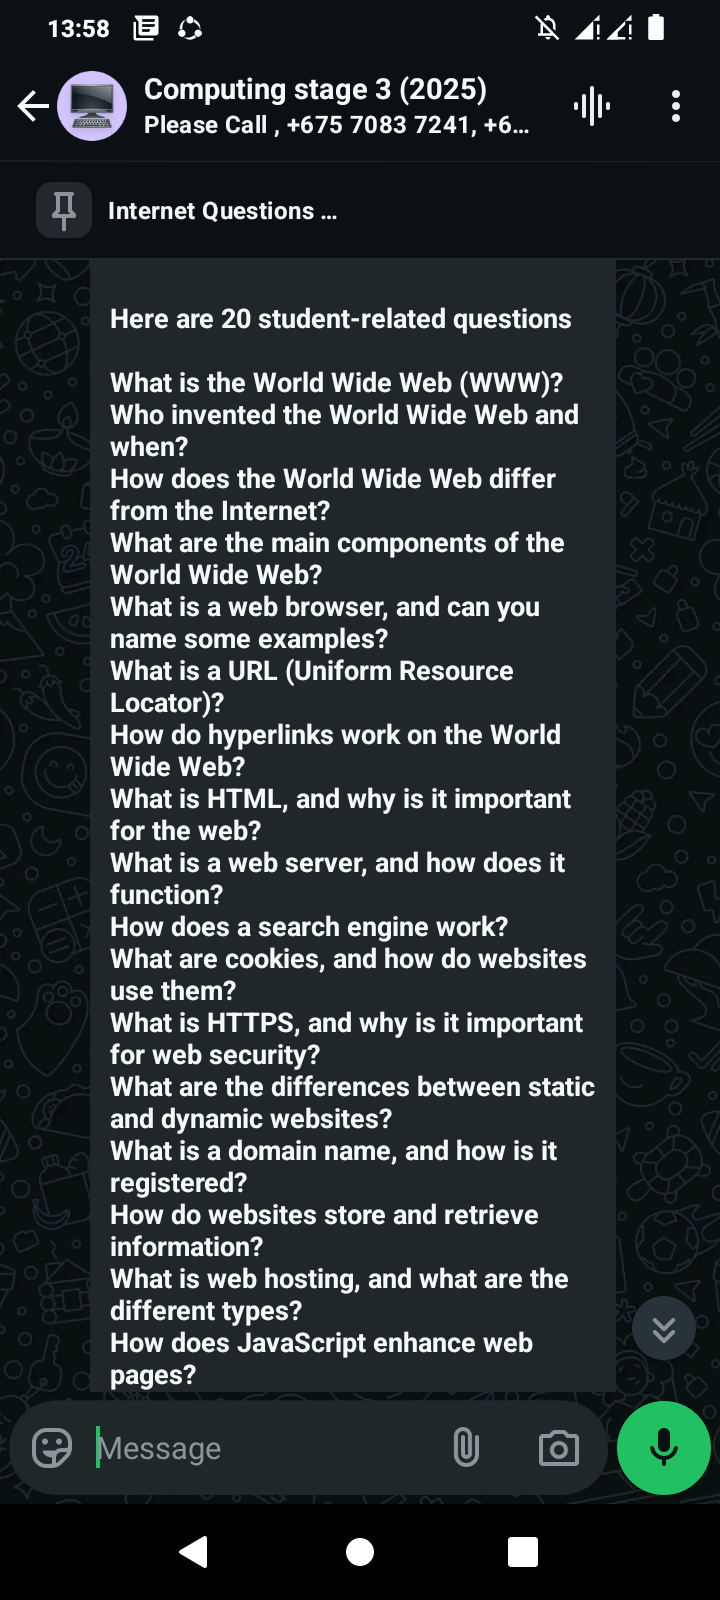 13:58
Computing stage 3 (2025)
Please Call , +675 7083 7241, +6...
Internet Questions ...
Here are 20 student-related questions
What is the World Wide Web (WWW)?
Who invented the World Wide Web and
when?
How does the World Wide Web differ
from the Internet?
What are the main components of the
World Wide Web?
What is a web browser, and can you
name some examples?
What is a URL (Uniform Resource
Locator)?
How do hyperlinks work on the World
Wide Web?
What is HTML, and why is it important
for the web?
What is a web server, and how does it
function?
How does a search engine work?
What are cookies, and how do websites
use them?
What is HTTPS, and why is it important
for web security?
What are the differences between static
and dynamic websites?
What is a domain name, and how is it
registered?
How do websites store and retrieve
information?
What is web hosting, and what are the
different types?
How does JavaScript enhance web
pages?
Message